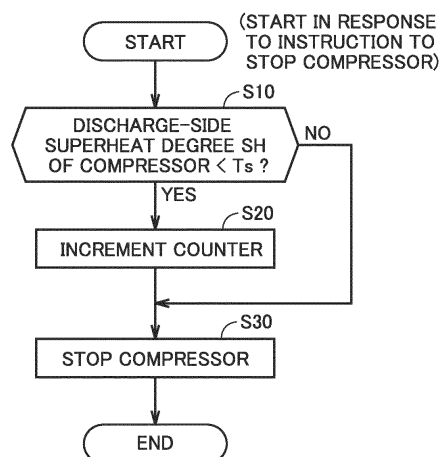 START
(START IN RESPONSE
TO INSTRUCTION TO
STOP COMPRESSOR)
S10
DISCHARGE-SIDE
SUPERHEAT DEGREE SH
OF COMPRESSOR < Ts ?
NO
YES
S20
INCREMENT COUNTER
S30
STOP COMPRESSOR
END